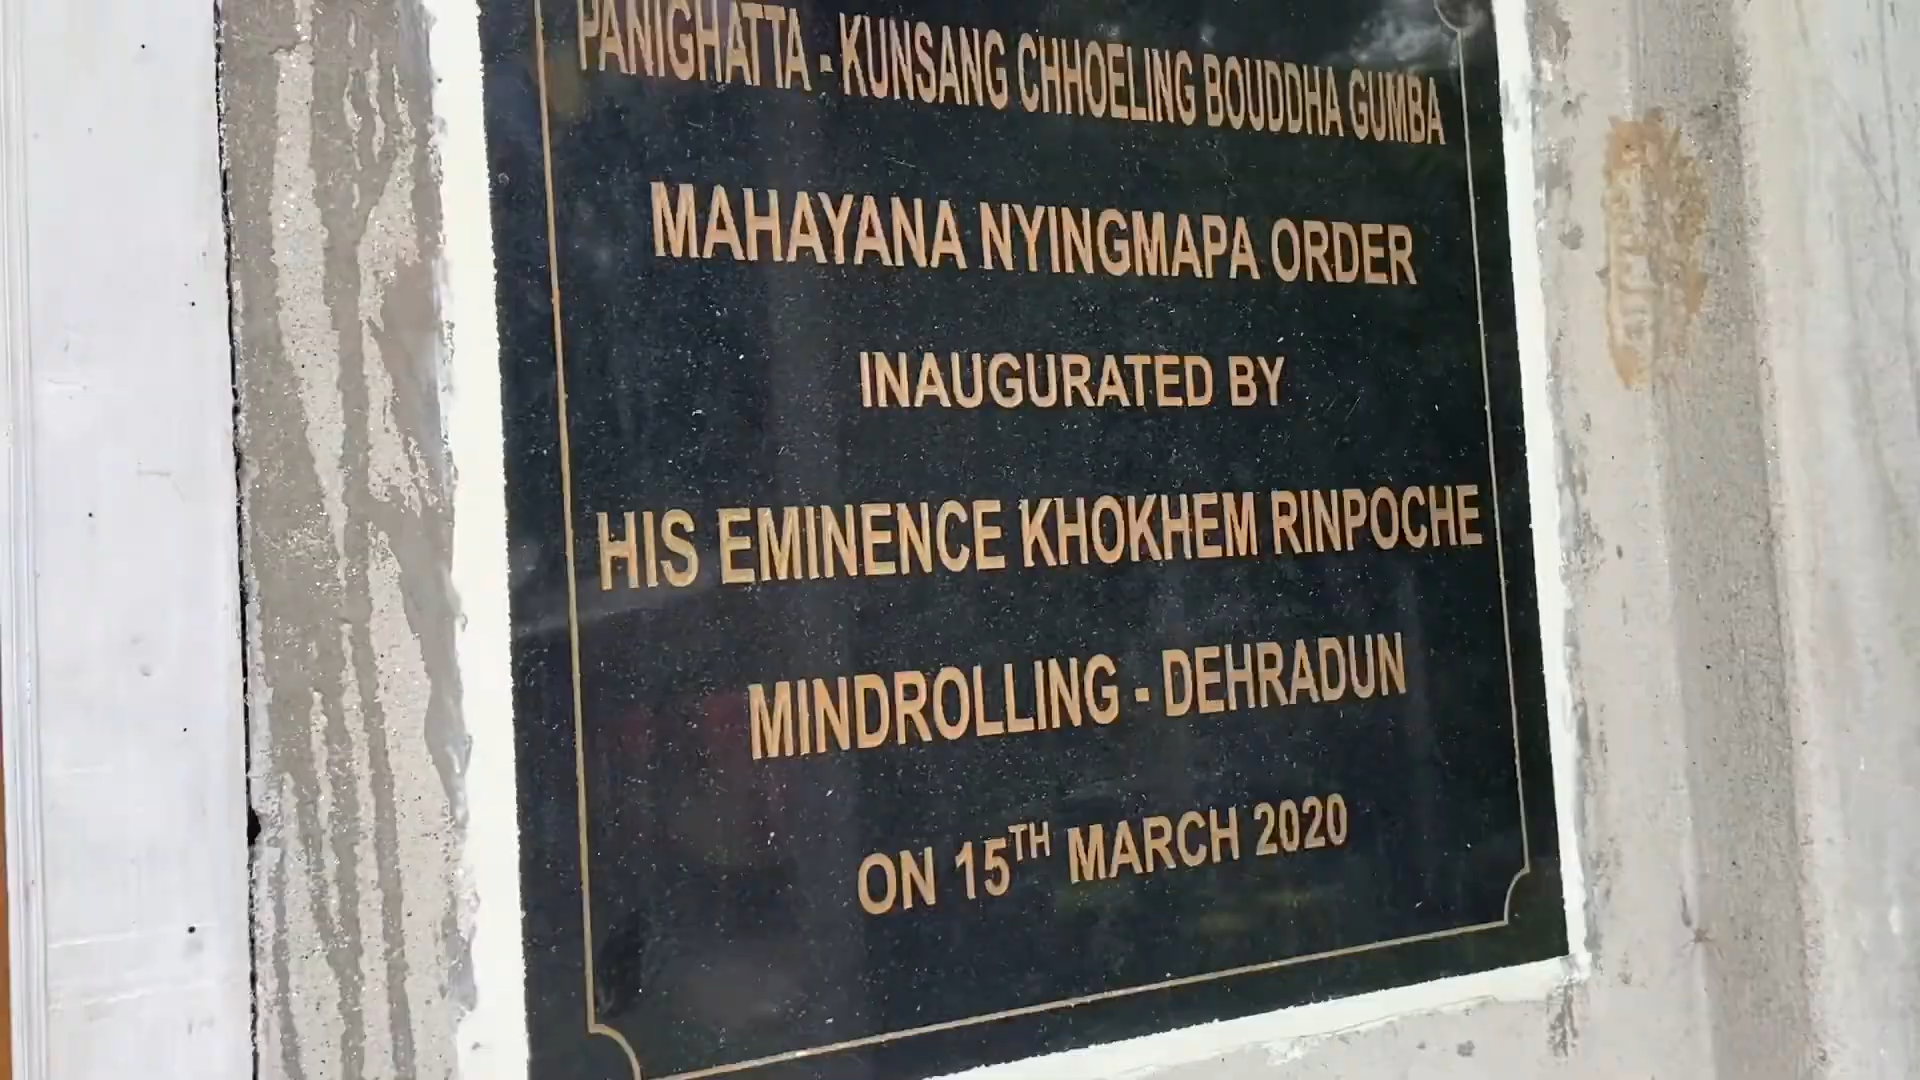 PANIGHATTA - KUNSANG CHHOELING BOUDDHA GUMBA
MAHAYANA NYINGMAPA ORDER
INAUGURATED BY
HIS EMINENCE KHOKHEM RINPOCHE
MINDROLLING - DEHRADUN
ON 15TH MARCH 2020